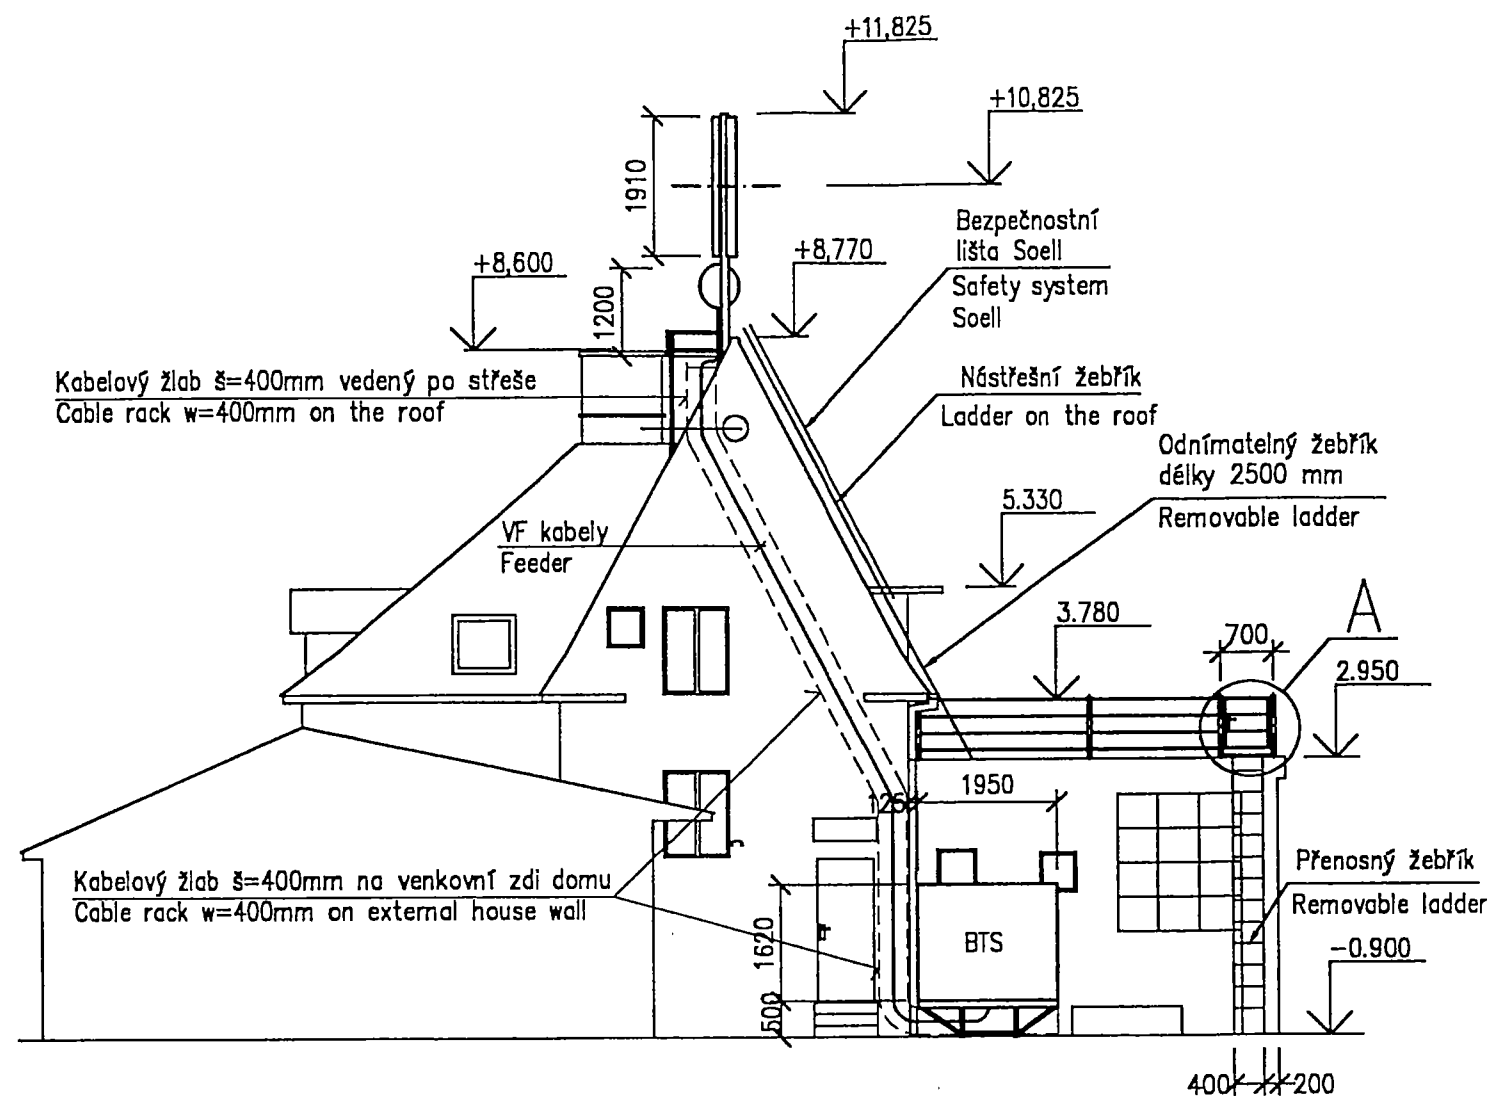 +11,825
+10,825
1910
Bezpečnostní
lišta Soell
Safety system
Soell
+8,600
+8,770
1200
Kabelový žlab š=400mm vedený po střeše
Cable rack w=400mm on the roof
Nástřešní žebřík
Ladder on the roof
Odnímatelný žebřík
délky 2500 mm
Removable ladder
5.330
VF kabely
Feeder
3.780
700
A
2.950
125
1950
Kabelový žlab š=400mm na venkovní zdi domu
Cable rack w=400mm on external house wall
Přenosný žebřík
Removable ladder
1620
BTS
-0.900
500
400
200